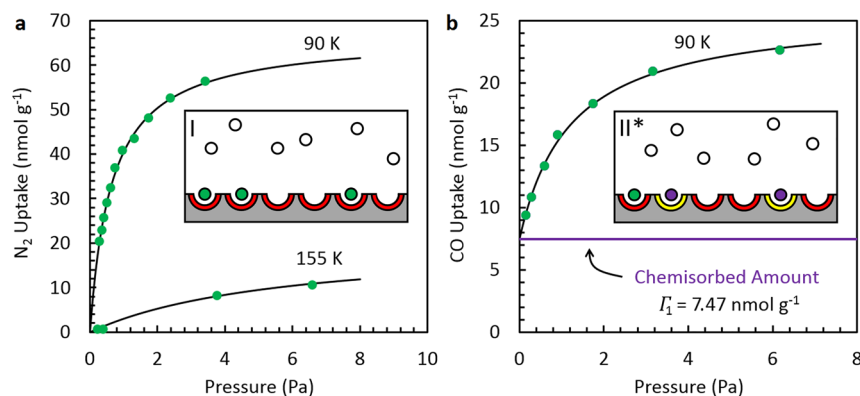 a
70
60
50
40
30
20
10
0
N₂ Uptake (nmol g⁻¹)
90 K
I
155 K
0 2 4 6 8 10
Pressure (Pa)
b
25
20
15
10
5
0
CO Uptake (nmol g⁻¹)
90 K
II*
Chemisorbed Amount
Γ₁ = 7.47 nmol g⁻¹
0 2 4 6 8
Pressure (Pa)